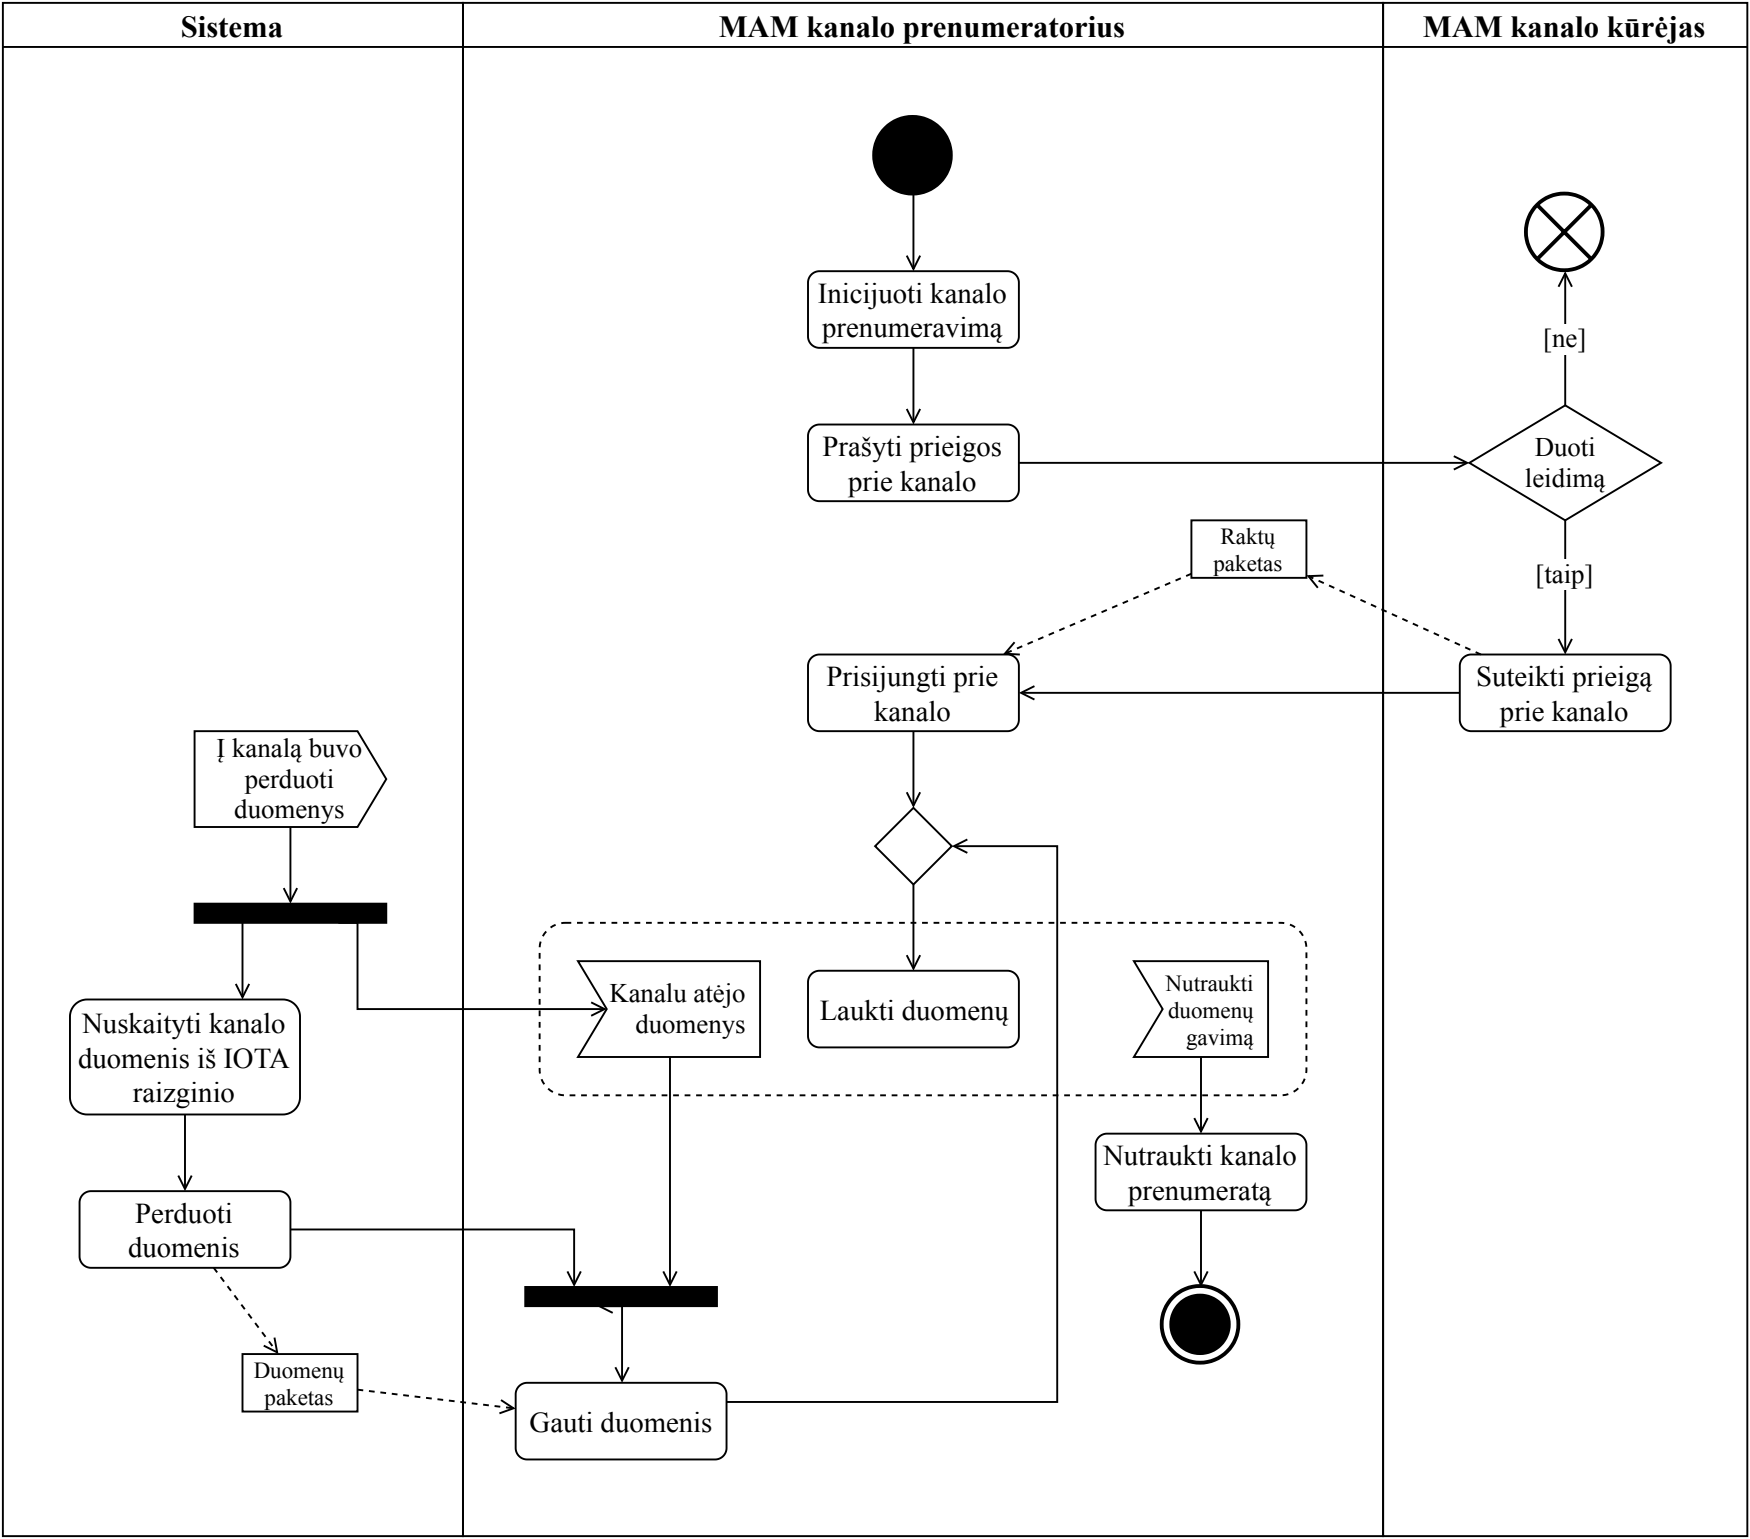 Sistema
MAM kanalo prenumeratorius
MAM kanalo kūrėjas
Inicijuoti kanalo
prenumeravimą
[ne]
Prašyti prieigos
prie kanalo
Duoti
leidimą
Raktų
paketas
[taip]
Prisijungti prie
kanalo
Suteikti prieigą
prie kanalo
Į kanalą buvo
perduoti
duomenys
Kanalu atėjo
duomenys
Laukti duomenų
Nutraukti
duomenų
gavimą
Nuskaityti kanalo
duomenis iš IOTA
raizginio
Nutraukti kanalo
prenumeratą
Perduoti
duomenis
Duomenų
paketas
Gauti duomenis